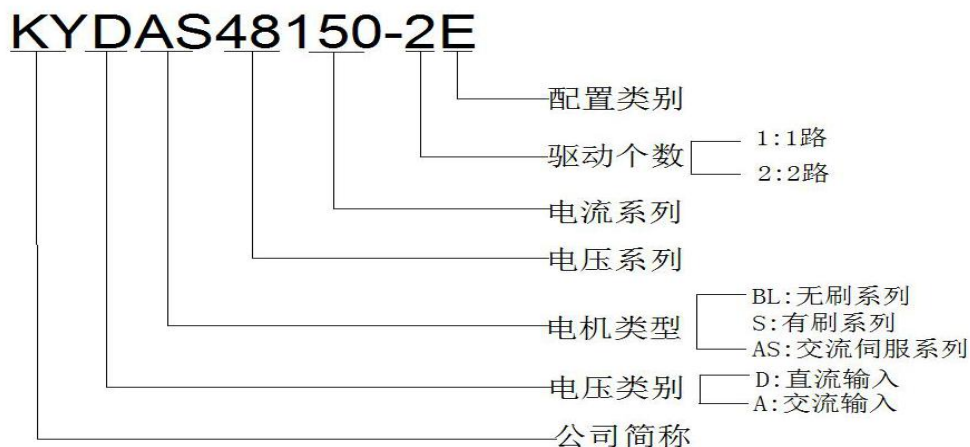 KYDAS48150-2E
配置类别
驱动个数
1:1路
2:2路
电流系列
电压系列
电机类型
BL:无刷系列
S:有刷系列
AS:交流伺服系列
电压类别
D:直流输入
A:交流输入
公司简称